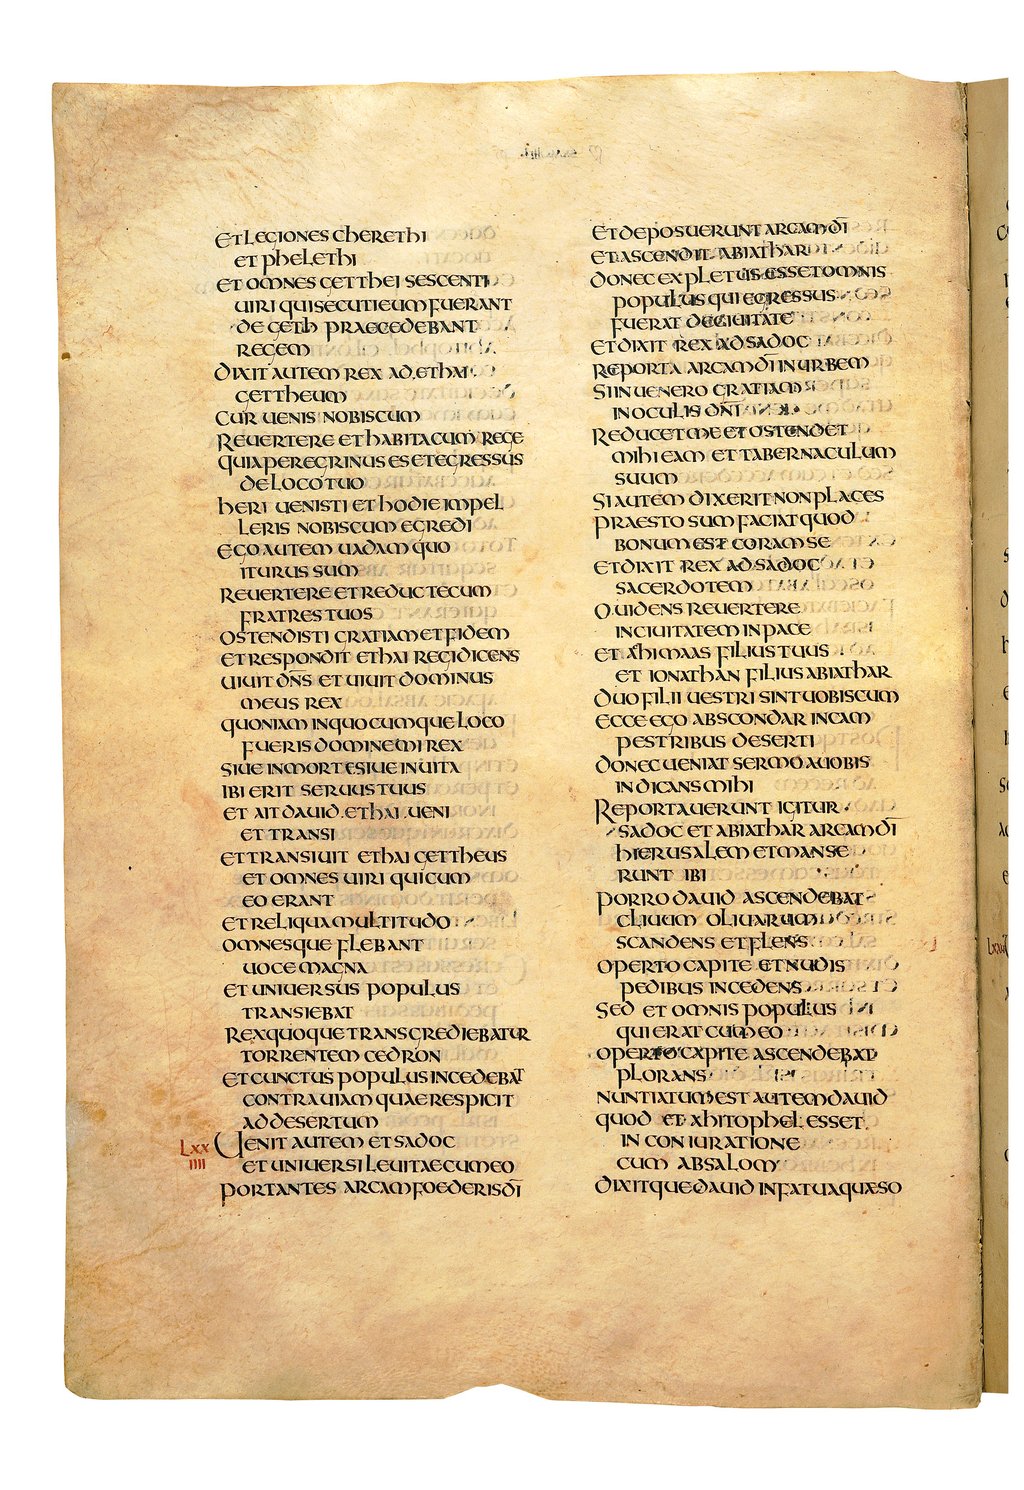 ET LEGIONES CHERETHI
ET PHELETHI
ET OMNES GETTHEI SESCENTI
UIRI QUI SECUTI EUM FUERANT
DE GETH PRAECEDEBANT
REGEM
DIXIT AUTEM REX AD ETHAI
GETTHEUM
CUR UENIS NOBISCUM
REUERTERE ET HABITA CUM REGE
QUIA PEREGRINUS ES ET EGRESSUS
DE LOCO TUO
HERI UENISTI ET HODIE IMPEL
LERIS NOBISCUM EGREDI
EGO AUTEM UADAM QUO
ITURUS SUM
REUERTERE ET REDUC TECUM
FRATRES TUOS
OSTENDISTI GRATIAM ET FIDEM
ET RESPONDIT ETHAI REGI DICENS
UIUIT DN̄S ET UIUIT DOMINUS
MEUS REX
QUONIAM IN QUOCUMQUE LOCO
FUERIS DOMINE MI REX
SIUE IN MORTE SIUE IN UITA
IBI ERIT SERUUS TUUS
ET AIT DAUID ETHAI UENI
ET TRANSI
ET TRANSIUIT ETHAI GETTHEUS
ET OMNES UIRI QUI CUM
EO ERANT
ET RELIQUA MULTITUDO
OMNESQUE FLEBANT
UOCE MAGNA
ET UNIUERSUS POPULUS
TRANSIEBAT
REX QUOQUE TRANSGREDIEBATUR
TORRENTEM CEDRON
ET CUNCTUS POPULUS INCEDEBAT
CONTRA UIAM QUAE RESPICIT
AD DESERTUM
LXX UENIT AUTEM ET SADOC
IIII ET UNIUERSI LEUITAE CUM EO
PORTANTES ARCAM FOEDERIS DĪ
ET DEPOSUERUNT ARCAM DĪ
ET ASCENDIT ABIATHAR
DONEC EXPLETUS ESSET OMNIS
POPULUS QUI EGRESSUS
FUERAT DE CIUITATE
ET DIXIT REX AD SADOC
REPORTA ARCAM DĪ IN URBEM
SI INUENERO GRATIAM
IN OCULIS DN̄I
REDUCET ME ET OSTENDET
MIHI EAM ET TABERNACULUM
SUUM
SI AUTEM DIXERIT NON PLACES
PRAESTO SUM FACIAT QUOD
BONUM EST CORAM SE
ET DIXIT REX AD SADOC
SACERDOTEM
O UIDENS REUERTERE
IN CIUITATEM IN PACE
ET AHIMAAS FILIUS TUUS
ET IONATHAN FILIUS ABIATHAR
DUO FILII UESTRI SINT UOBISCUM
ECCE EGO ABSCONDAR IN CAM
PESTRIBUS DESERTI
DONEC UENIAT SERMO A UOBIS
INDICANS MIHI
REPORTAUERUNT IGITUR
SADOC ET ABIATHAR ARCAM DĪ
HIERUSALEM ET MANSE
RUNT IBI
PORRO DAUID ASCENDEBAT
CLIUUM OLIUARUM
SCANDENS ET FLENS
OPERTO CAPITE ET NUDIS
PEDIBUS INCEDENS
SED ET OMNIS POPULUS
QUI ERAT CUM EO
OPERTO CAPITE ASCENDEBAT
PLORANS
NUNTIATUM EST AUTEM DAUID
QUOD ET AHITOPHEL ESSET
IN CONIURATIONE
CUM ABSALOM
DIXITQUE DAUID INFATUA QUAESO